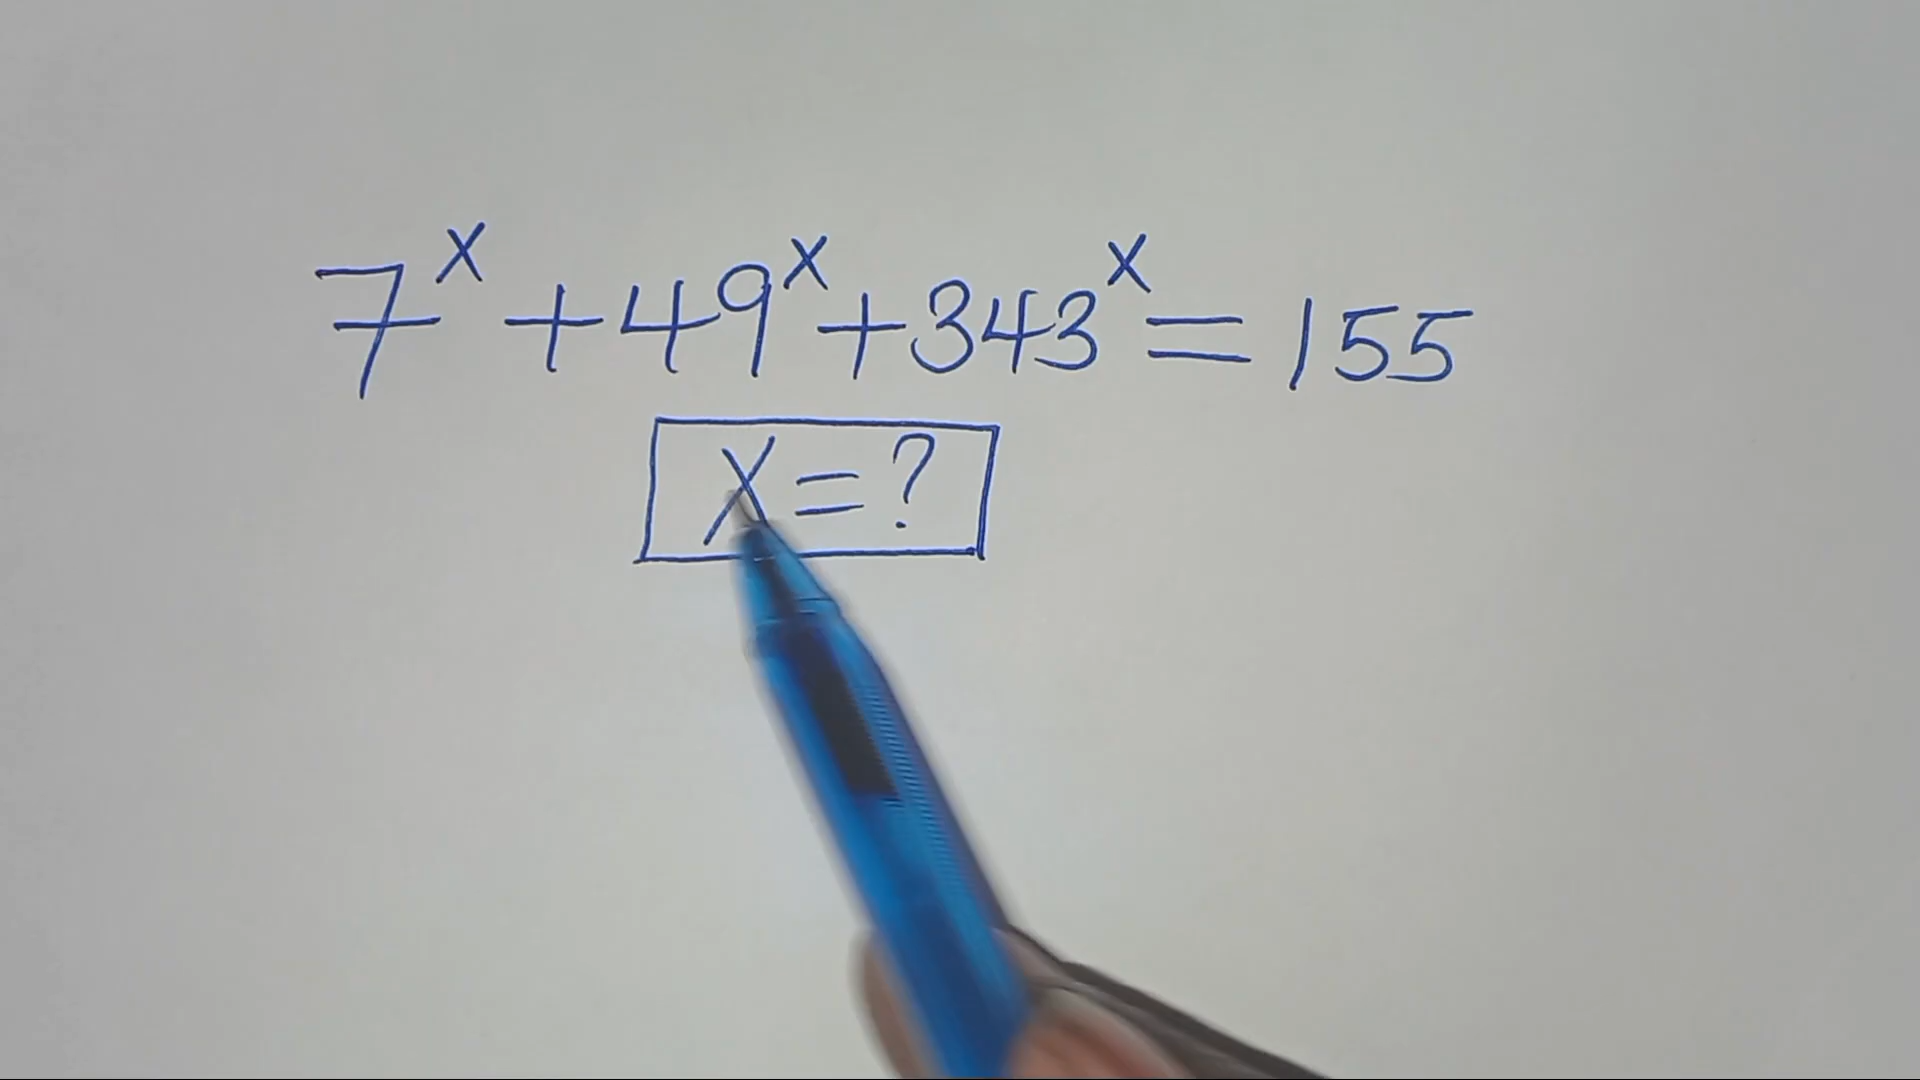 7^x + 49^x + 343^x = 155
x = ?